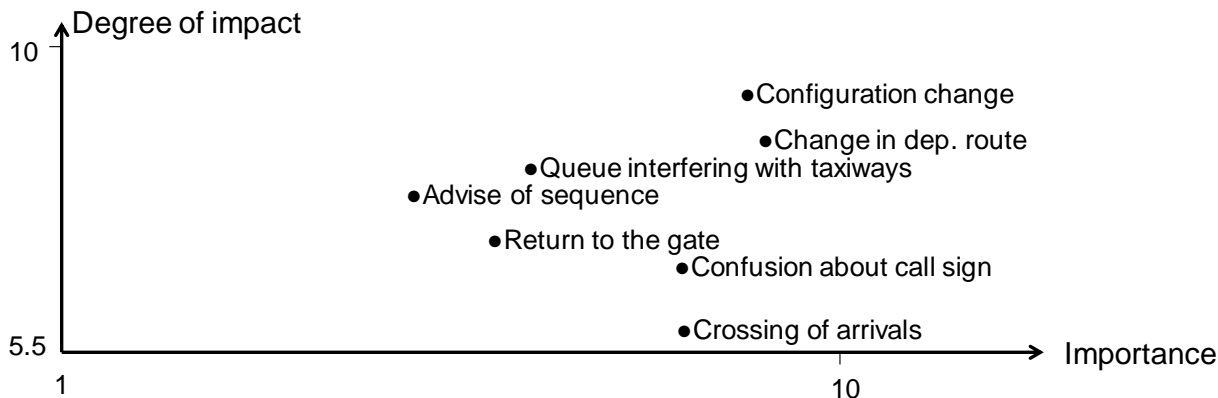 Degree of impact
10
●Configuration change
●Change in dep. route
●Queue interfering with taxiways
●Advise of sequence
●Return to the gate
●Confusion about call sign
●Crossing of arrivals
5.5
Importance
1
10